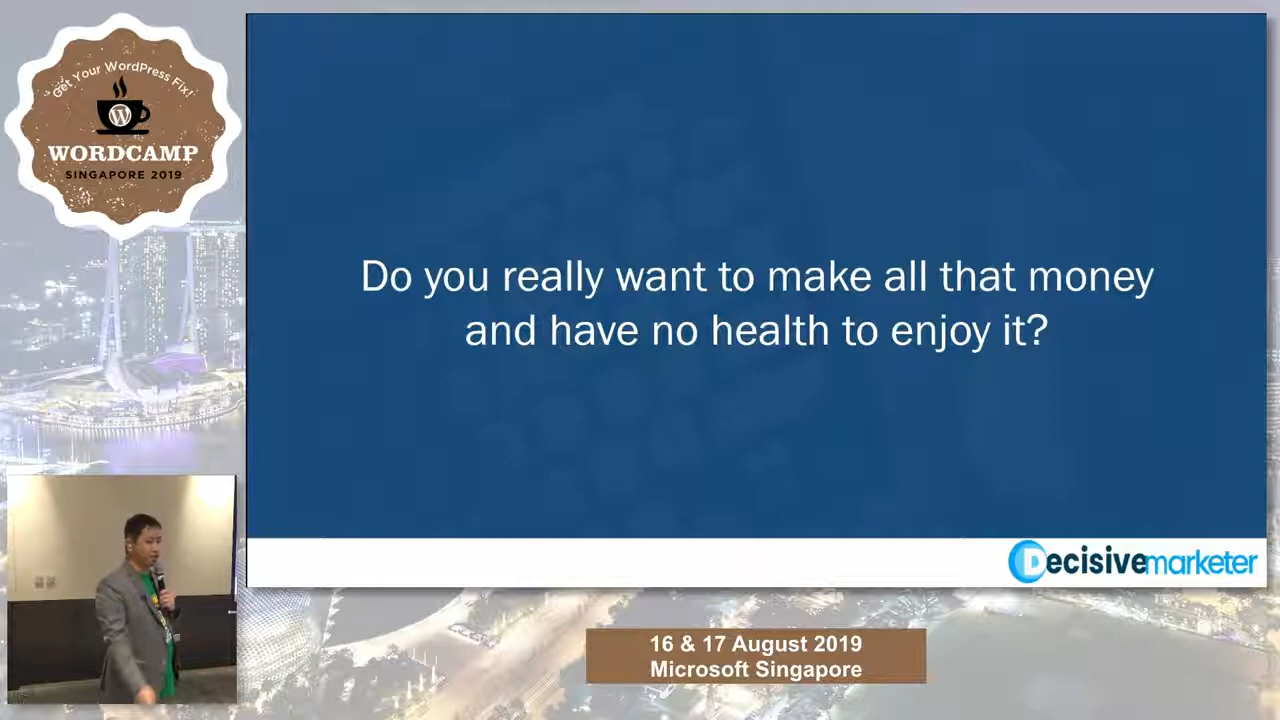 Get Your WordPress Fix!
WORDCAMP
SINGAPORE 2019
Do you really want to make all that money
and have no health to enjoy it?
Decisivemarketer
16 & 17 August 2019
Microsoft Singapore